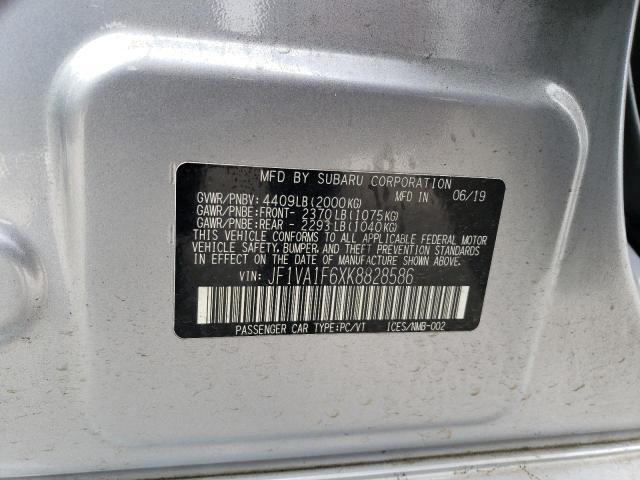 MFD BY SUBARU CORPORATION
GVWR/PNBV: 4409LB(2000KG) MFD IN 06/19
GAWR/PNBE:FRONT- 2370LB(1075KG)
GAWR/PNBE:REAR - 2293LB(1040KG)
THIS VEHICLE CONFORMS TO ALL APPLICABLE FEDERAL MOTOR
VEHICLE SAFETY, BUMPER, AND THEFT PREVENTION STANDARDS
IN EFFECT ON THE DATE OF MANUFACTURE SHOWN ABOVE.
VIN: JF1VA1F6XK8828586
PASSENGER CAR TYPE:PC/VT ICES/NMB-002